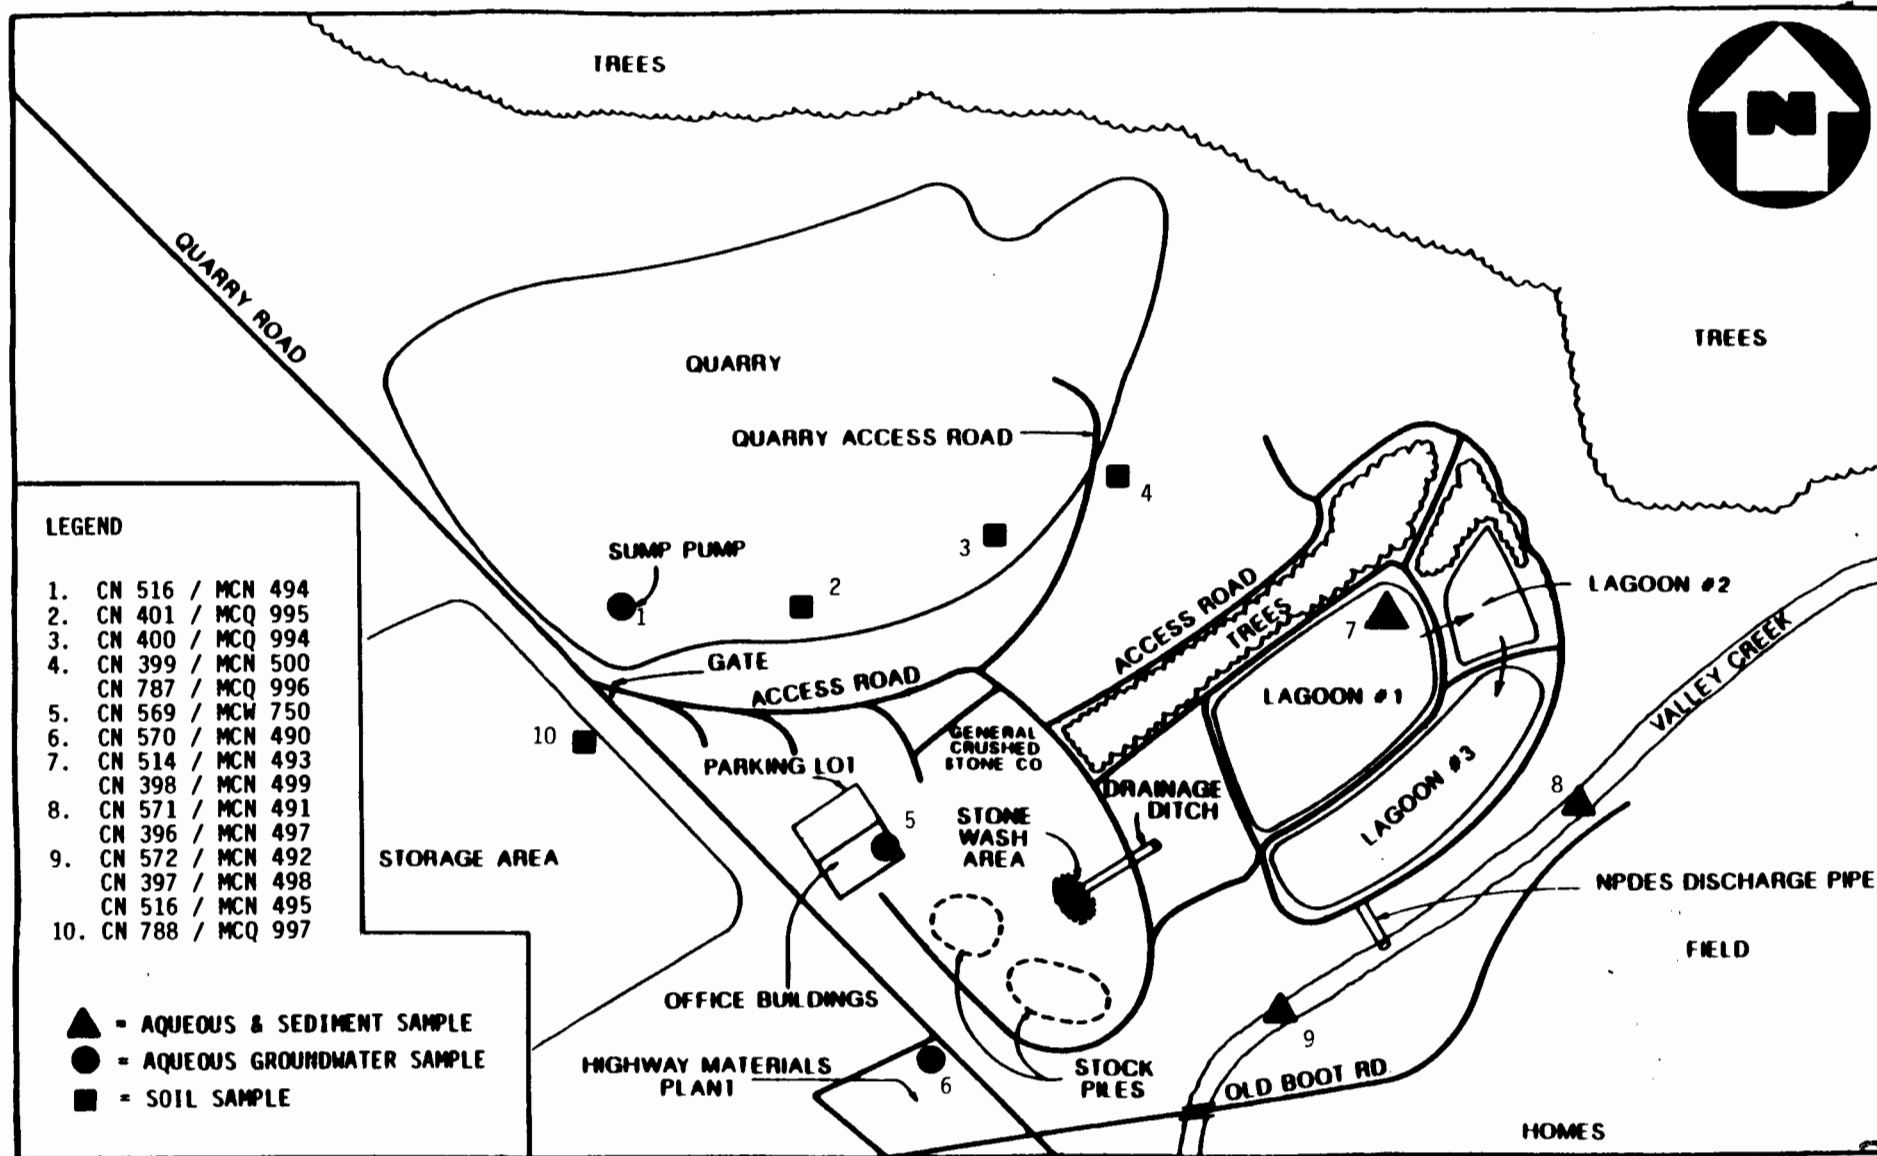 TREES
N
QUARRY ROAD
QUARRY
TREES
QUARRY ACCESS ROAD
4
3
SUMP PUMP
1
2
LAGOON #2
ACCESS ROAD
TREES
7
GATE
ACCESS ROAD
LAGOON #1
VALLEY CREEK
10
GENERAL
CRUSHED
STONE CO
PARKING LOT
DRAINAGE
DITCH
8
LAGOON #3
5
STONE
WASH
AREA
STORAGE AREA
NPDES DISCHARGE PIPE
FIELD
OFFICE BUILDINGS
9
HIGHWAY MATERIALS
PLANT
6
STOCK
PILES
OLD BOOT RD
HOMES
LEGEND
1. CN 516 / MCN 494
2. CN 401 / MCQ 995
3. CN 400 / MCQ 994
4. CN 399 / MCN 500
CN 787 / MCQ 996
5. CN 569 / MCW 750
6. CN 570 / MCN 490
7. CN 514 / MCN 493
CN 398 / MCN 499
8. CN 571 / MCN 491
CN 396 / MCN 497
9. CN 572 / MCN 492
CN 397 / MCN 498
CN 516 / MCN 495
10. CN 788 / MCQ 997
= AQUEOUS & SEDIMENT SAMPLE
= AQUEOUS GROUNDWATER SAMPLE
= SOIL SAMPLE